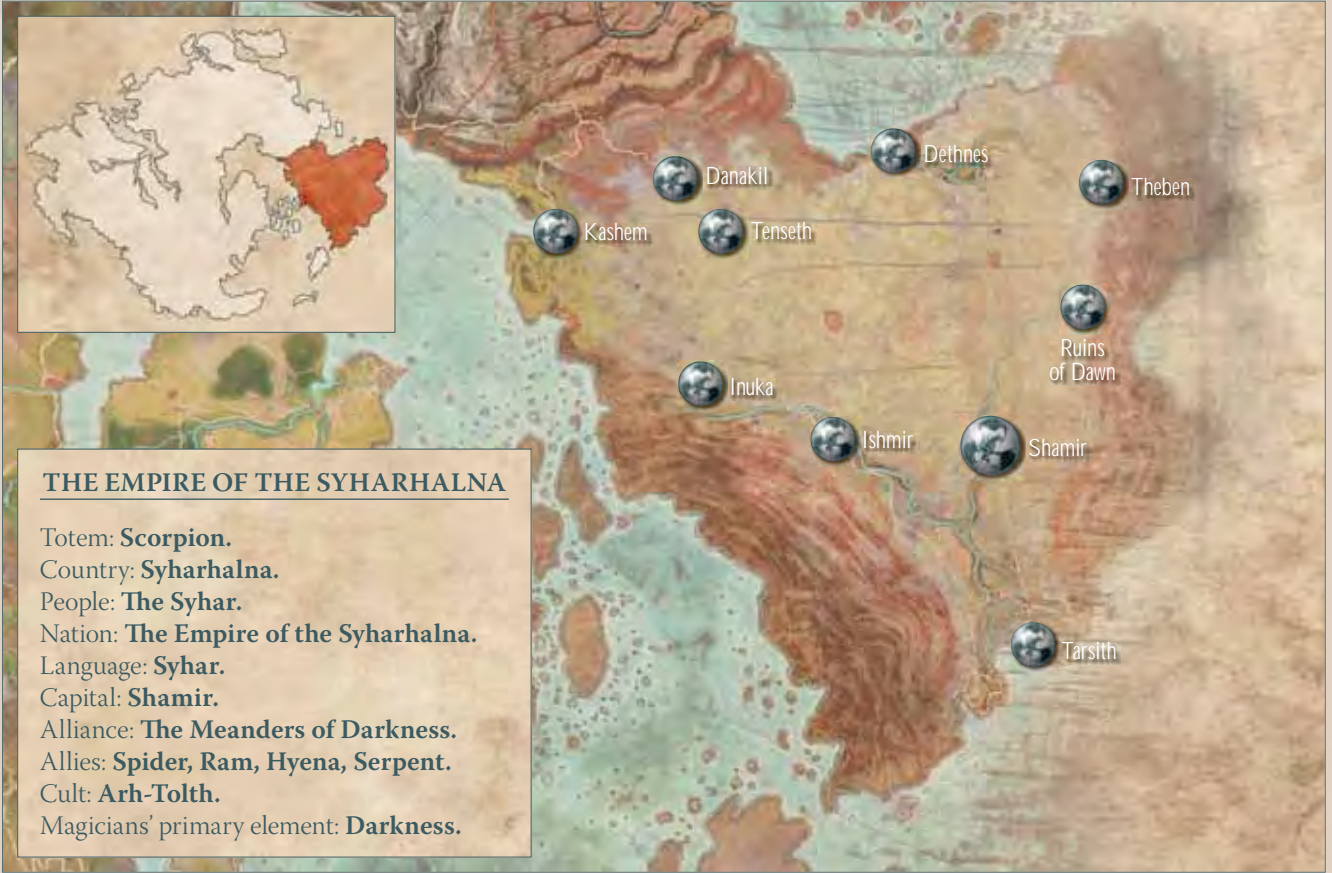 Dethnes
Danakil
Theben
Kashem
Tenseth
Ruins
of Dawn
Inuka
Ishmir
Shamir
Tarsith
THE EMPIRE OF THE SYHARHALNA
Totem: Scorpion.
Country: Syharhalna.
People: The Syhar.
Nation: The Empire of the Syharhalna.
Language: Syhar.
Capital: Shamir.
Alliance: The Meanders of Darkness.
Allies: Spider, Ram, Hyena, Serpent.
Cult: Arh-Tolth.
Magicians’ primary element: Darkness.